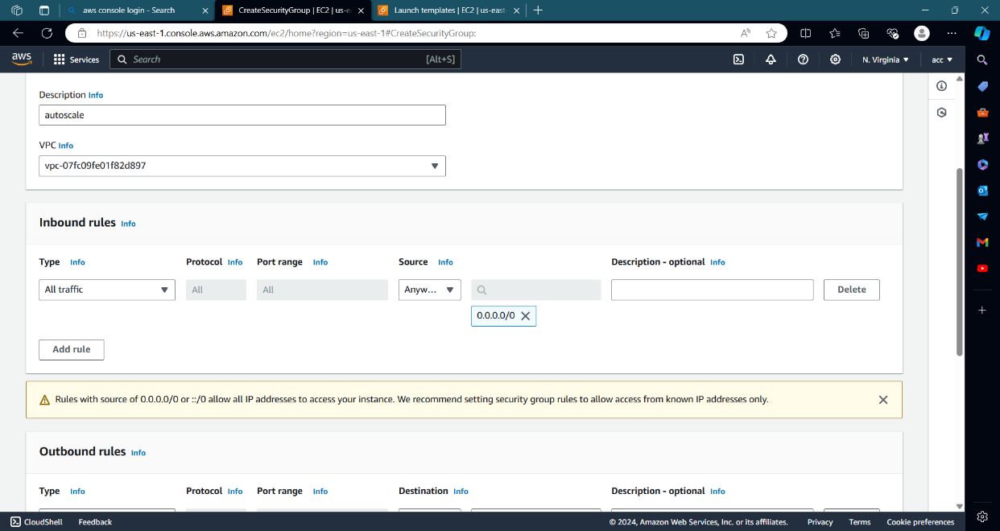 aws console login - Search
CreateSecurityGroup | EC2 | us-e
Launch templates | EC2 | us-east
https://us-east-1.console.aws.amazon.com/ec2/home?region=us-east-1#CreateSecurityGroup:
aws
Services
Search
[Alt+S]
N. Virginia
acc
Description Info
autoscale
VPC Info
vpc-07fc09fe01f82d897
Inbound rules Info
Type Info Protocol Info Port range Info Source Info Description - optional Info
All traffic All All Anyw... Delete
0.0.0.0/0
Add rule
Rules with source of 0.0.0.0/0 or ::/0 allow all IP addresses to access your instance. We recommend setting security group rules to allow access from known IP addresses only.
Outbound rules Info
Type Info Protocol Info Port range Info Destination Info Description - optional Info
CloudShell Feedback © 2024, Amazon Web Services, Inc. or its affiliates. Privacy Terms Cookie preferences